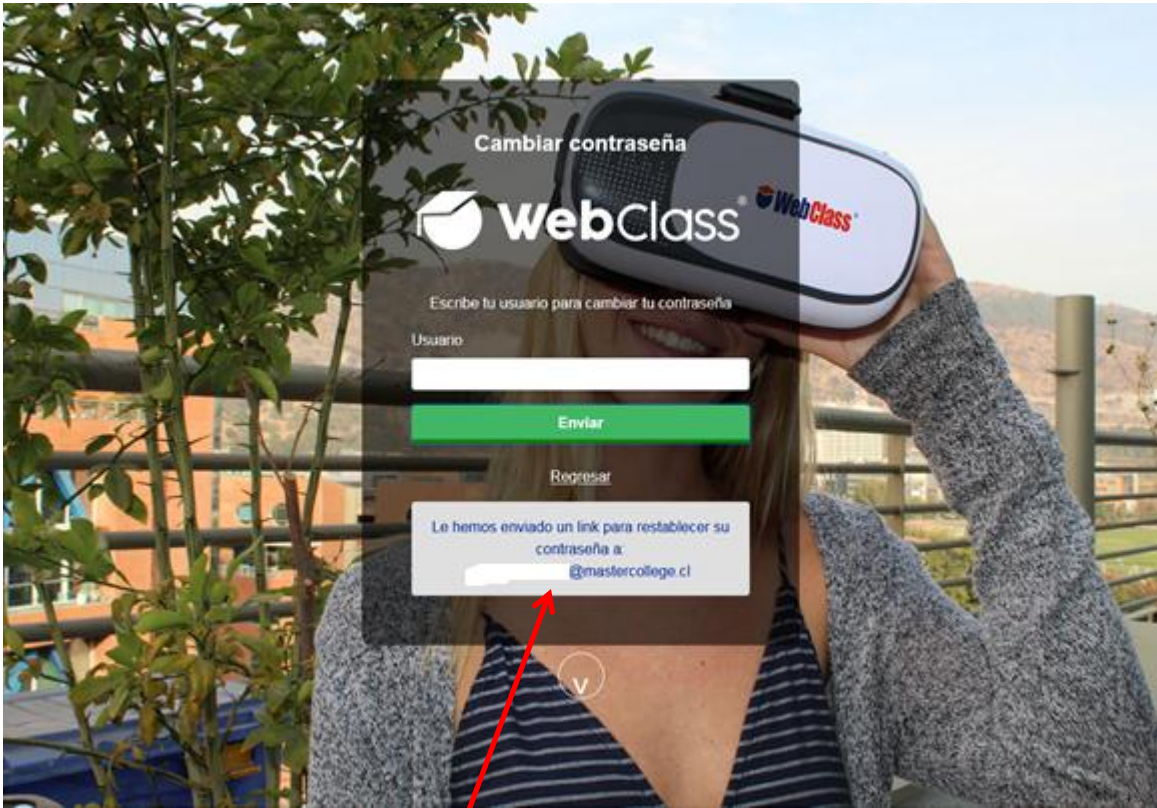 Cambiar contraseña
WebClass
WebClass
Escribe tu usuario para cambiar tu contraseña
Usuario
Enviar
Regresar
Le hemos enviado un link para restablecer su
contraseña a:
@mastercollege.cl
V